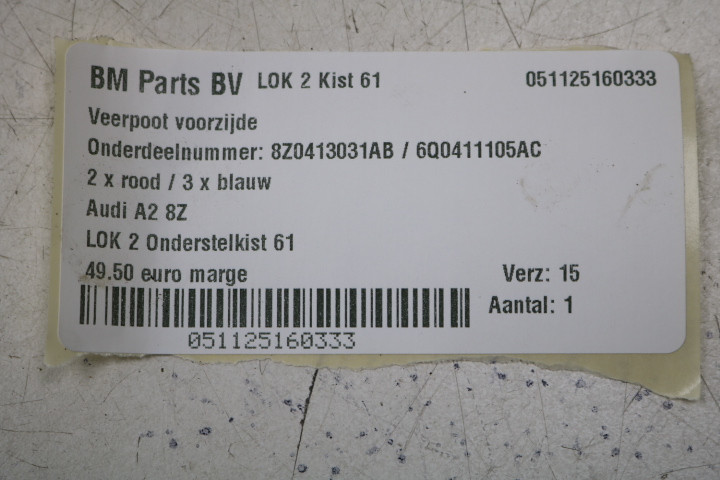 BM Parts BV LOK 2 Kist 61 051125160333
Veerpoot voorzijde
Onderdeelnummer: 8Z0413031AB / 6Q0411105AC
2 x rood / 3 x blauw
Audi A2 8Z
LOK 2 Onderstelkist 61
49.50 euro marge Verz: 15
Aantal: 1
051125160333